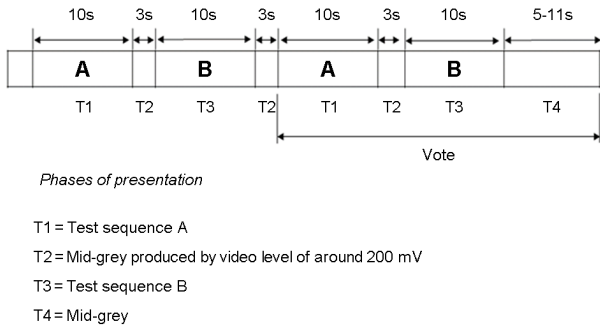 10s 3s 10s 3s 10s 3s 10s 5-11s
A B A B
T1 T2 T3 T2 T1 T2 T3 T4
Vote
Phases of presentation
T1 = Test sequence A
T2 = Mid-grey produced by video level of around 200 mV
T3 = Test sequence B
T4 = Mid-grey